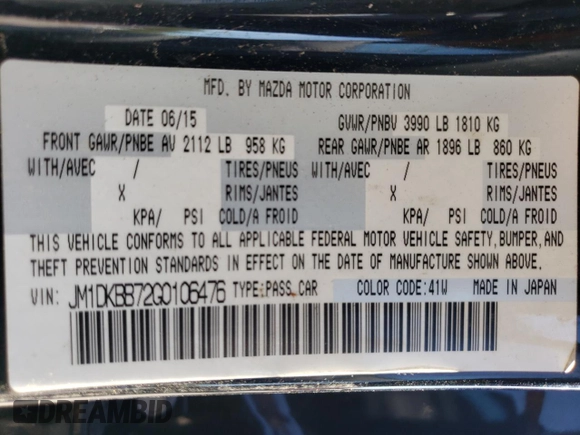 MFD. BY MAZDA MOTOR CORPORATION
DATE 06/15 GVWR/PNBV 3990 LB 1810 KG
FRONT GAWR/PNBE AV 2112 LB 958 KG REAR GAWR/PNBE AR 1896 LB 860 KG
WITH/AVEC / TIRES/PNEUS WITH/AVEC / TIRES/PNEUS
X RIMS/JANTES X RIMS/JANTES
KPA/ PSI COLD/A FROID KPA/ PSI COLD/A FROID
THIS VEHICLE CONFORMS TO ALL APPLICABLE FEDERAL MOTOR VEHICLE SAFETY,BUMPER,AND
THEFT PREVENTION STANDARDS IN EFFECT ON THE DATE OF MANUFACTURE SHOWN ABOVE.
VIN: JM1DKBB72G0106476 TYPE:PASS.CAR COLOR CODE:41W MADE IN JAPAN
DREAMBID